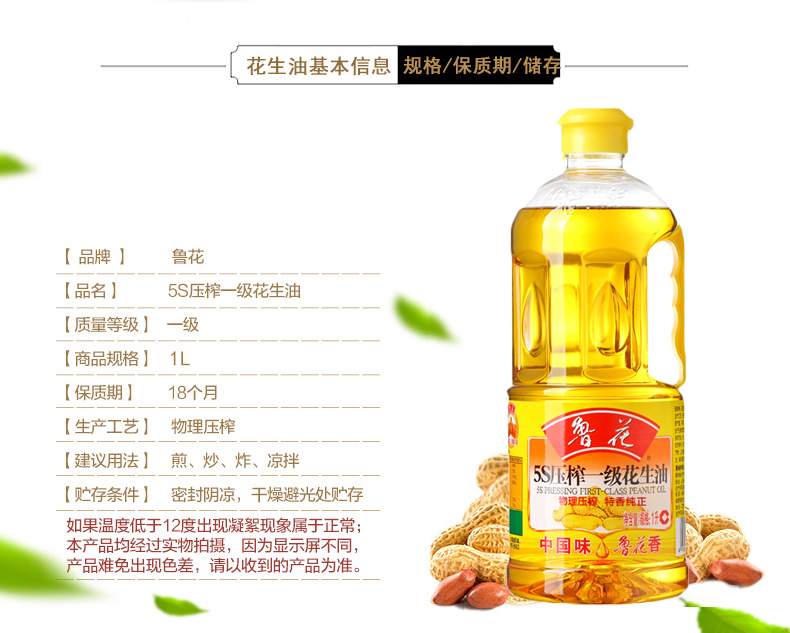 花生油基本信息 规格/保质期/储存
【 品牌 】 鲁花
【 品名 】 5S压榨一级花生油
【 质量等级 】 一级
【 商品规格 】 1L
【 保质期 】 18个月
【 生产工艺 】 物理压榨
【 建议用法 】 煎、炒、炸、凉拌
【 贮存条件 】 密封阴凉，干燥避光处贮存
如果温度低于12度出现凝絮现象属于正常；
本产品均经过实物拍摄，因为显示屏不同，
产品难免出现色差，请以收到的产品为准。
鲁花
5S压榨一级花生油
5S PRESSING FIRST-CLASS PEANUT OIL
物理压榨 特香纯正
净含量/规格:1升
中国味 鲁花香